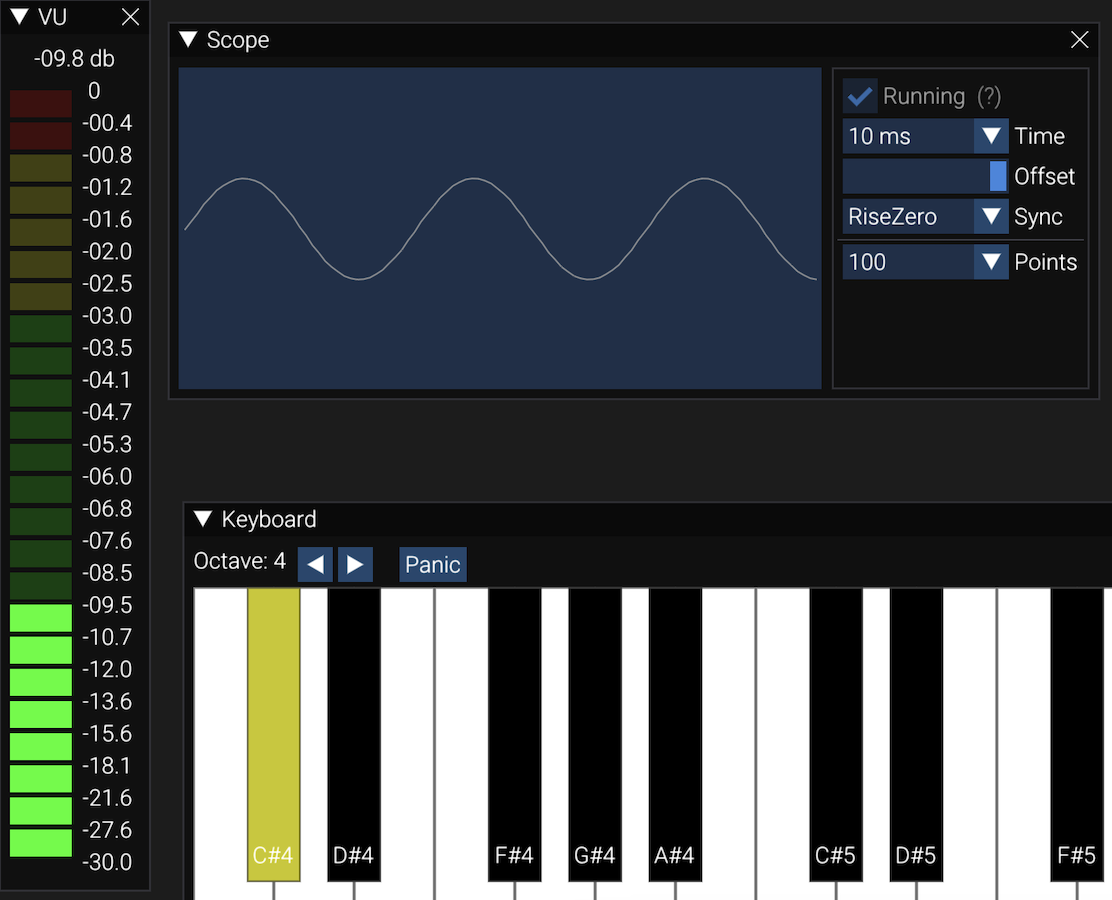 VU
-09.8 db
0
-00.4
-00.8
-01.2
-01.6
-02.0
-02.5
-03.0
-03.5
-04.1
-04.7
-05.3
-06.0
-06.8
-07.6
-08.5
-09.5
-10.7
-12.0
-13.6
-15.6
-18.1
-21.6
-27.6
-30.0
Scope
Running (?)
10 ms Time
Offset
RiseZero Sync
100 Points
Keyboard
Octave: 4 Panic
C#4 D#4 F#4 G#4 A#4 C#5 D#5 F#5